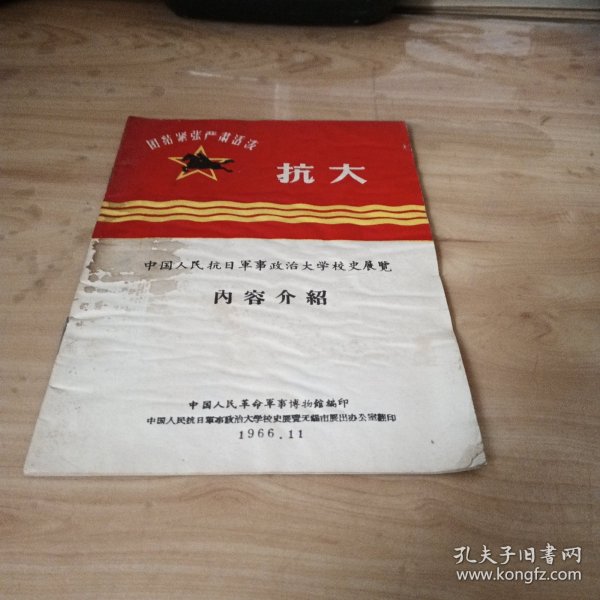 团结紧张严肃活泼
抗大
中国人民抗日軍事政治大学校史展覽
內容介紹
中国人民革命軍事博物館編印
中国人民抗日軍事政治大学校史展覽无錫市展出办公室翻印
1966.11
孔夫子旧书网
www.kongfz.com